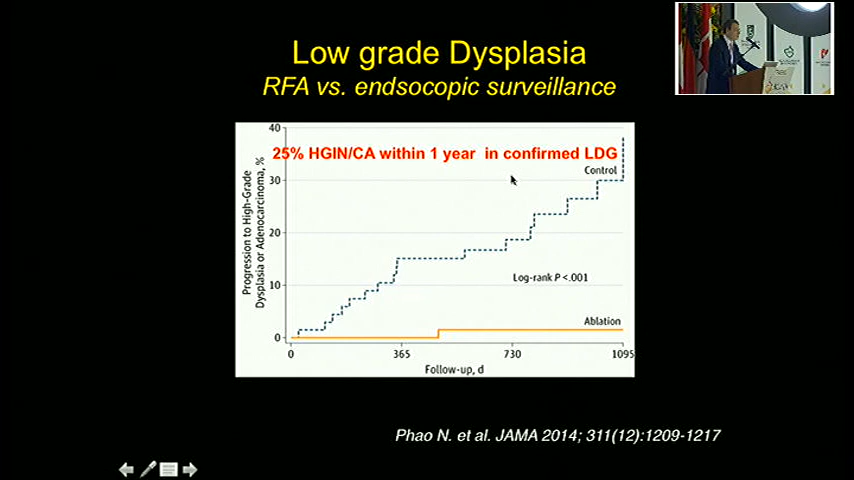 Low grade Dysplasia
RFA vs. endsocopic surveillance
25% HGIN/CA within 1 year in confirmed LDG
Control
Log-rank P <.001
Ablation
40
30
20
10
0
Progression to High-Grade
Dysplasia or Adenocarcinoma, %
0
365
730
1095
Follow-up, d
Phao N. et al. JAMA 2014; 311(12):1209-1217